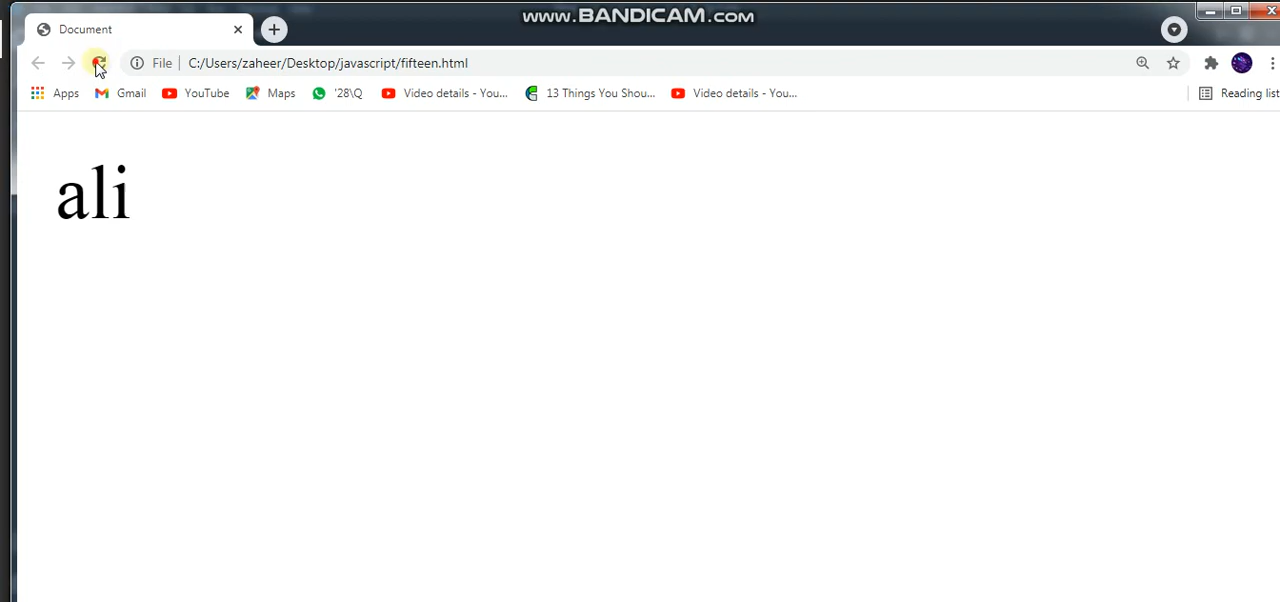 www.BANDICAM.com
Document
File C:/Users/zaheer/Desktop/javascript/fifteen.html
Apps Gmail YouTube Maps '28\Q Video details - You... 13 Things You Shou... Video details - You... Reading list
ali